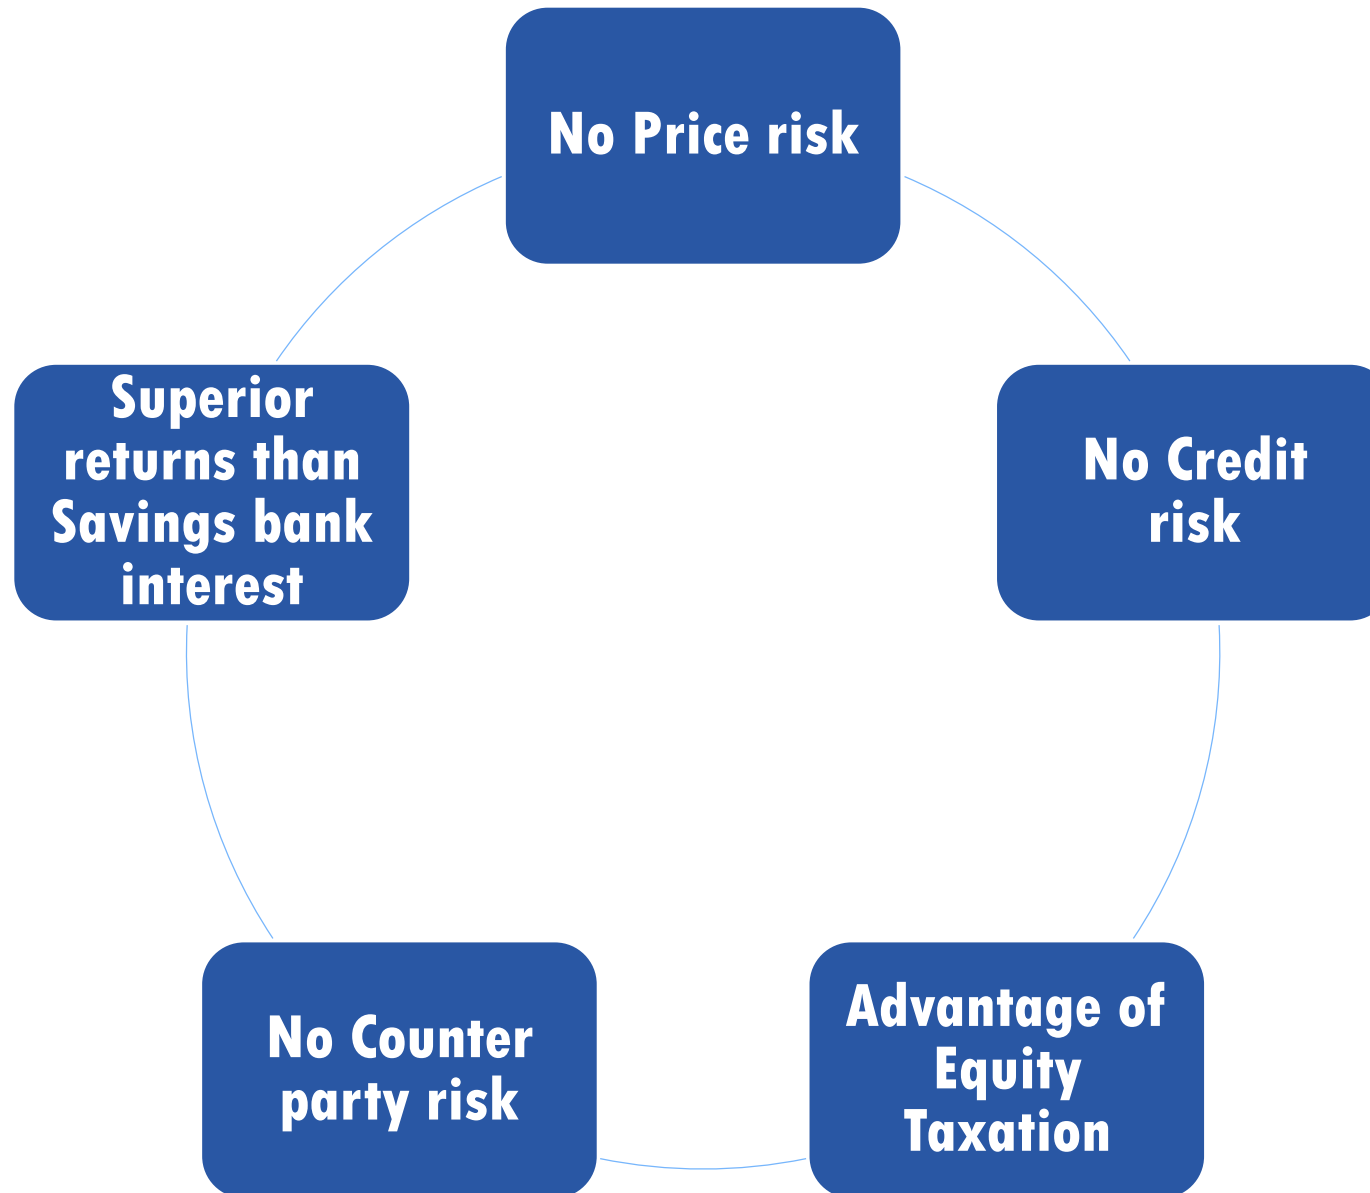 No Price risk
Superior
returns than
Savings bank
interest
No Credit
risk
No Counter
party risk
Advantage of
Equity
Taxation